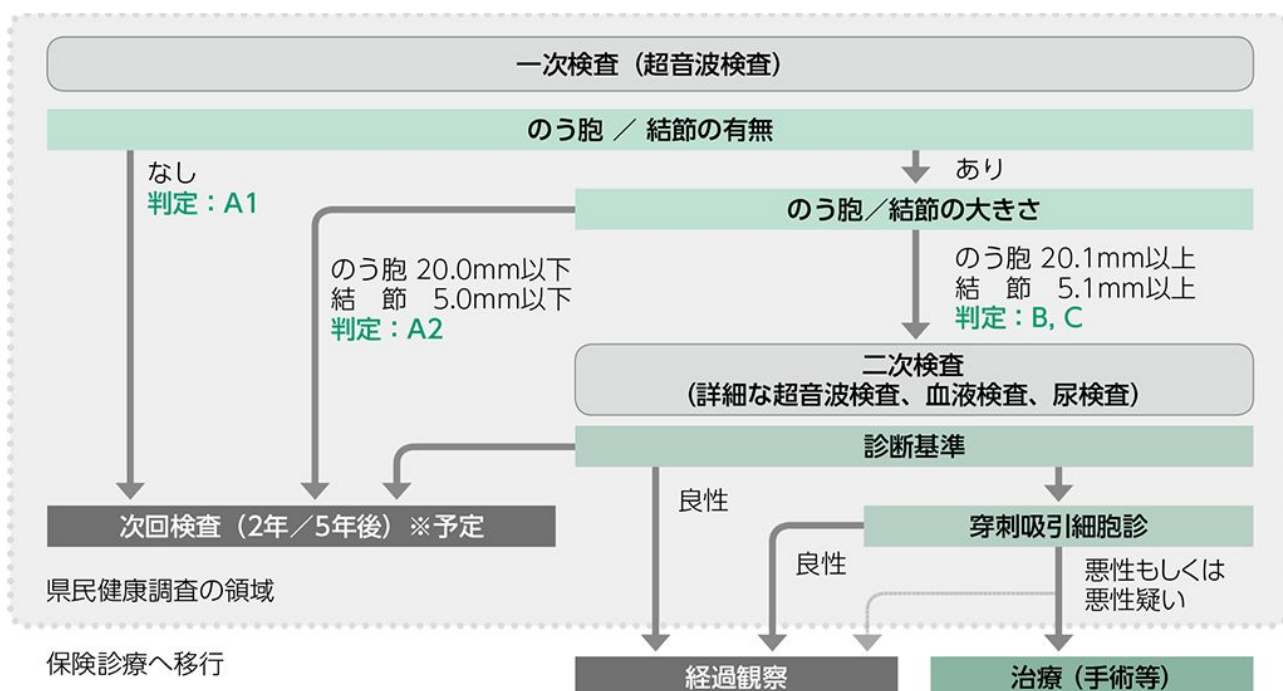 一次検査（超音波検査）
のう胞 ／ 結節の有無
なし
判定：A1
あり
のう胞／結節の大きさ
のう胞 20.0mm以下
結　節　5.0mm以下
判定：A2
のう胞 20.1mm以上
結　節　5.1mm以上
判定：B, C
二次検査
（詳細な超音波検査、血液検査、尿検査）
診断基準
良性
次回検査（2年／5年後）※予定
穿刺吸引細胞診
良性
悪性もしくは
悪性疑い
県民健康調査の領域
保険診療へ移行
経過観察
治療（手術等）